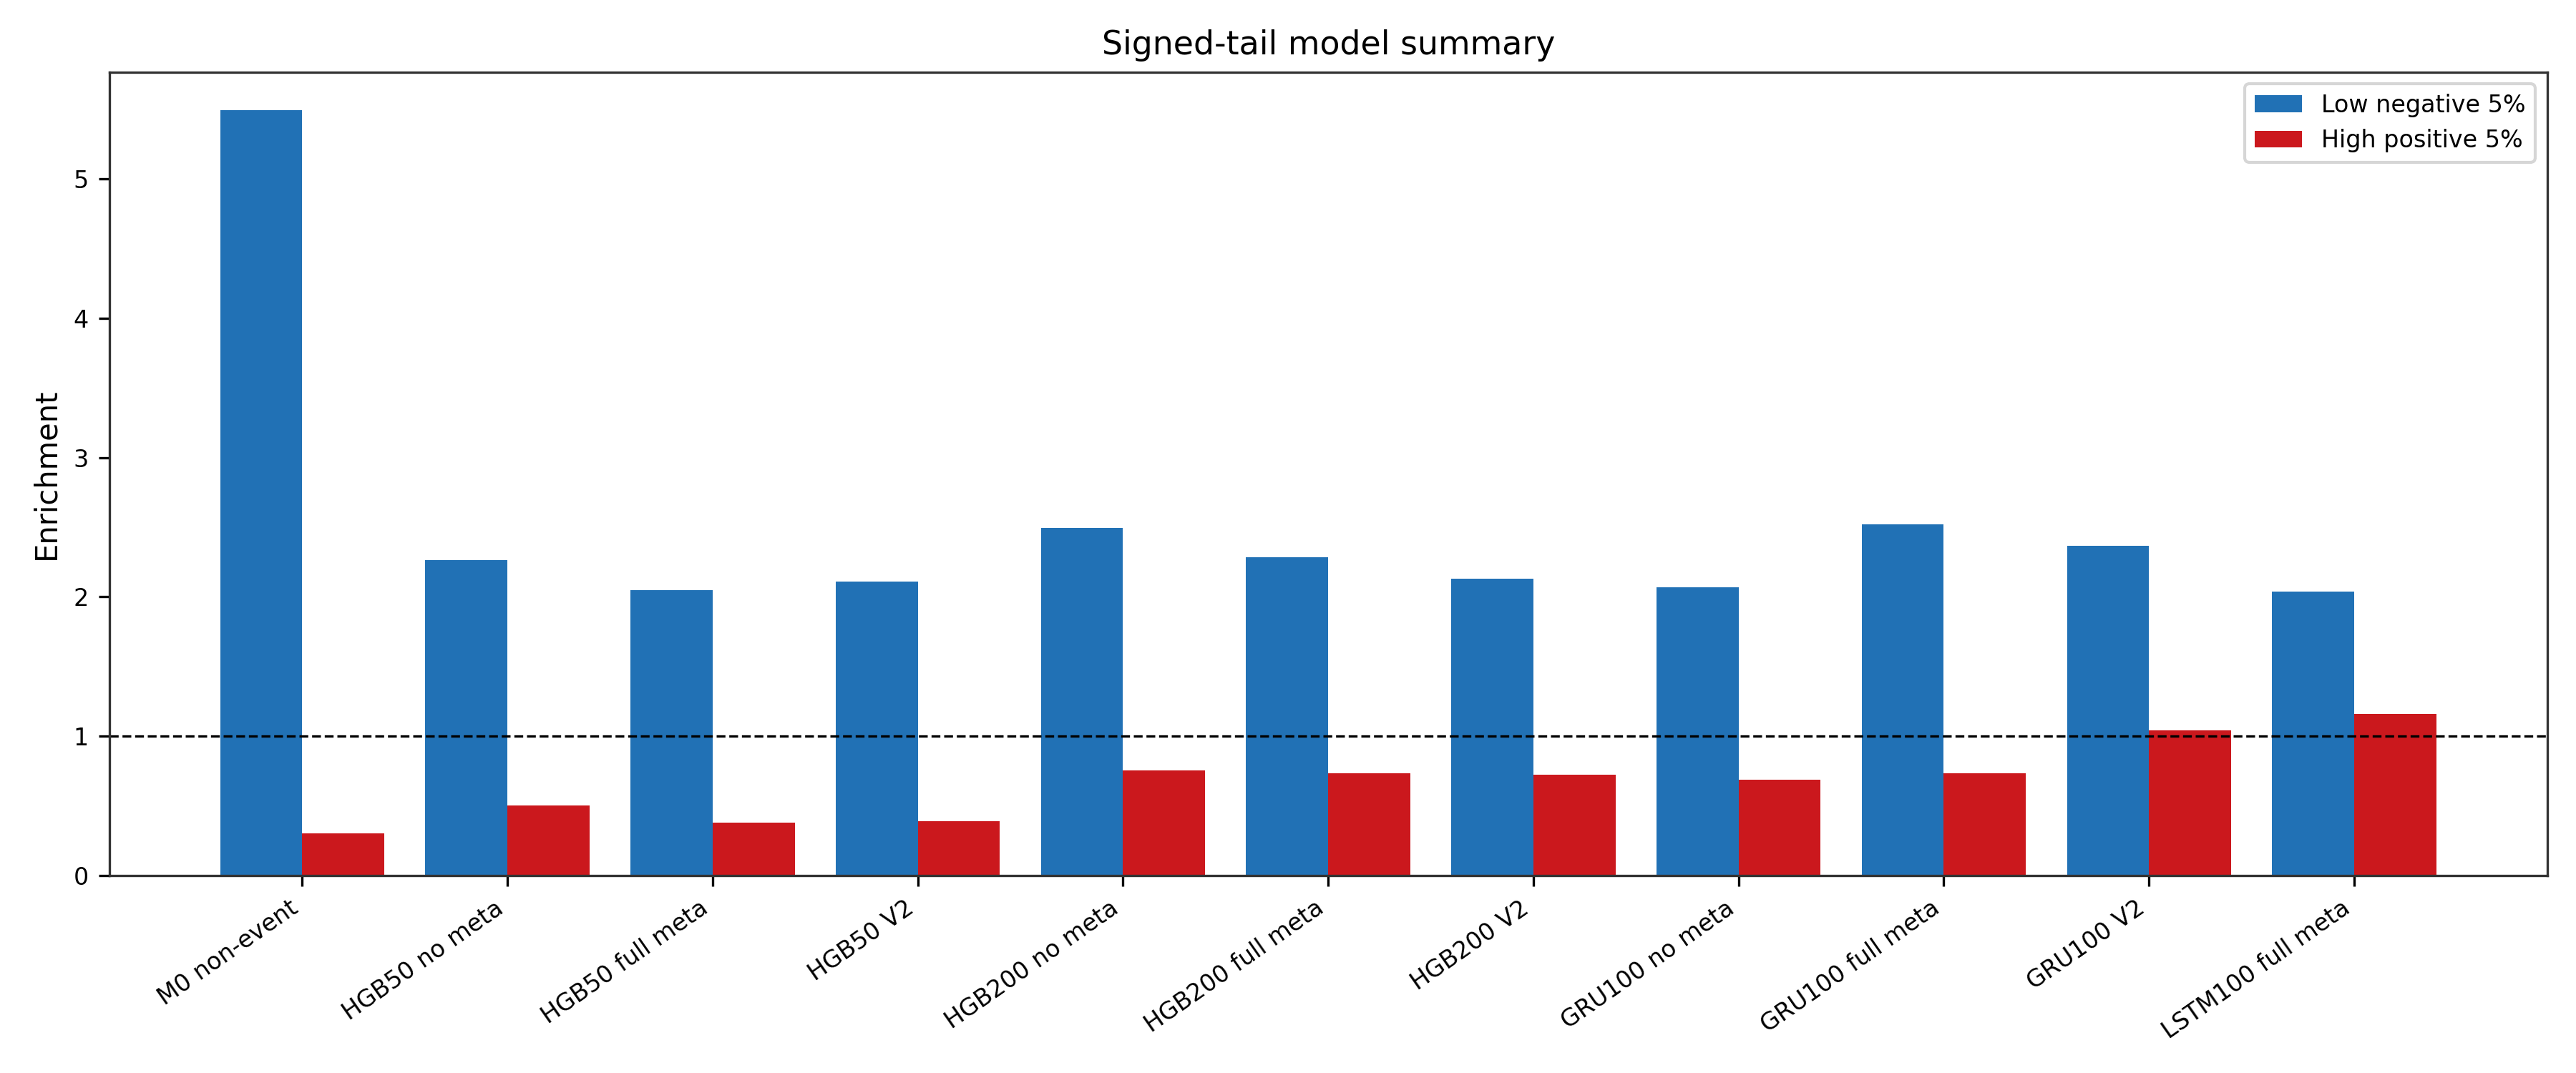 Signed-tail model summary
Low negative 5%
High positive 5%
Enrichment
5
4
3
2
1
0
M0 non-event
HGB50 no meta
HGB50 full meta
HGB50 V2
HGB200 no meta
HGB200 full meta
HGB200 V2
GRU100 no meta
GRU100 full meta
GRU100 V2
LSTM100 full meta